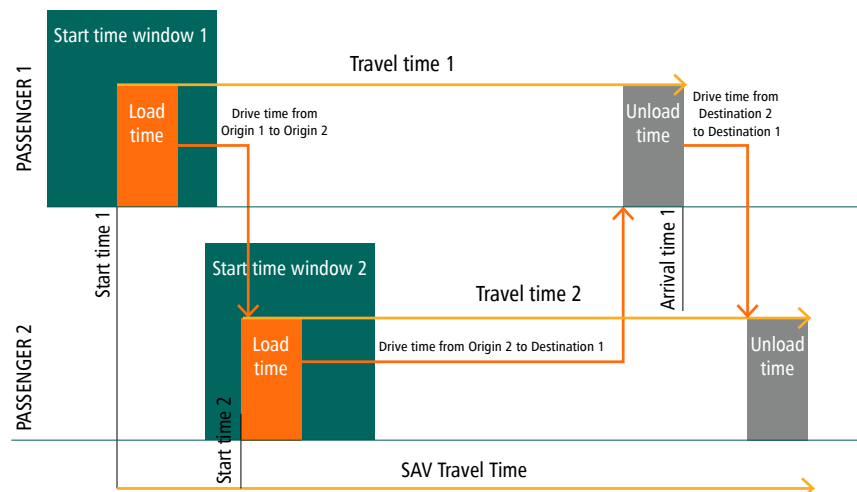 Start time window 1
Travel time 1
PASSENGER 1
Load
time
Drive time from
Origin 1 to Origin 2
Unload
time
Drive time from
Destination 2
to Destination 1
Start time 1
Arrival time 1
Start time window 2
Travel time 2
PASSENGER 2
Load
time
Drive time from Origin 2 to Destination 1
Unload
time
Start time 2
SAV Travel Time